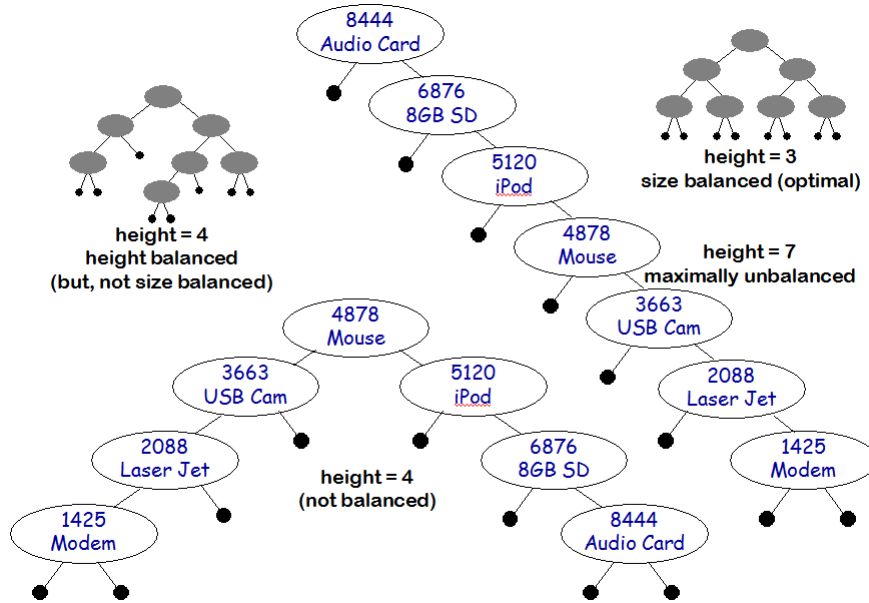 8444
Audio Card
6876
8GB SD
5120
iPod
4878
Mouse
3663
USB Cam
2088
Laser Jet
1425
Modem
height = 3
size balanced (optimal)
height = 4
height balanced
(but, not size balanced)
height = 7
maximally unbalanced
4878
Mouse
3663
USB Cam
5120
iPod
2088
Laser Jet
6876
8GB SD
1425
Modem
8444
Audio Card
height = 4
(not balanced)